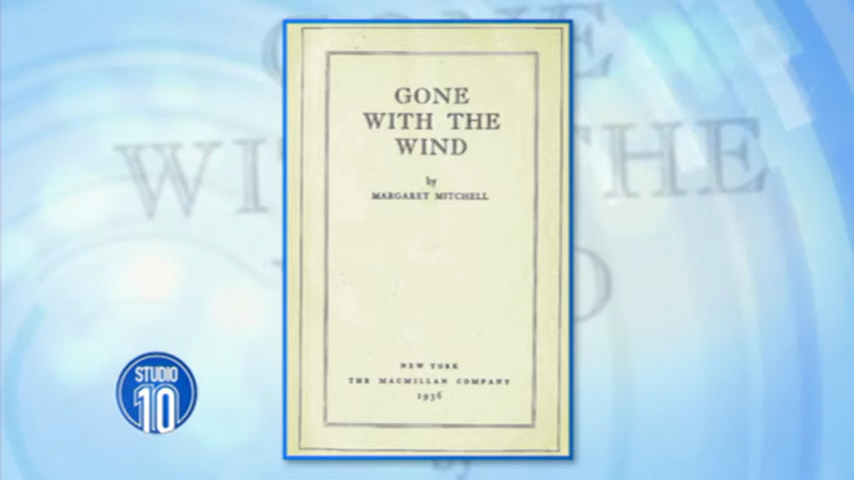 GONE
WITH THE
WIND
by
MARGARET MITCHELL
NEW YORK
THE MACMILLAN COMPANY
1936
STUDIO
10